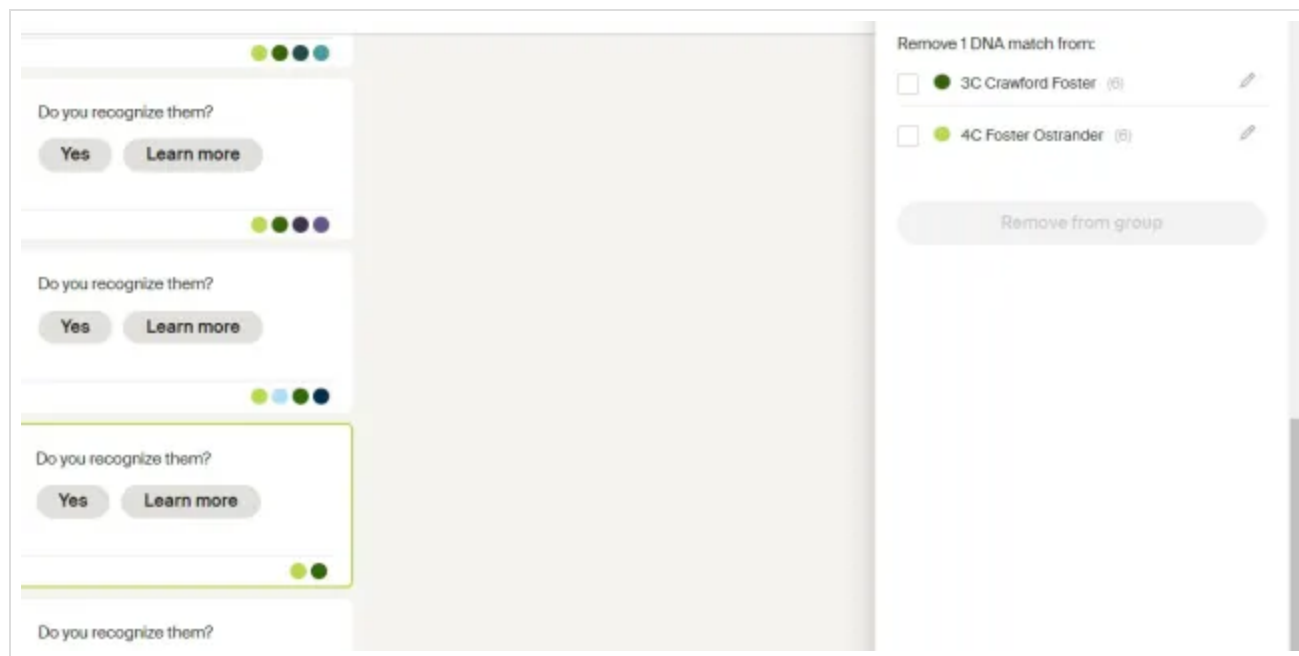 Do you recognize them?
Yes Learn more
Do you recognize them?
Yes Learn more
Do you recognize them?
Yes Learn more
Do you recognize them?
Remove 1 DNA match from:
3C Crawford Foster (6)
4C Foster Ostrander (6)
Remove from group